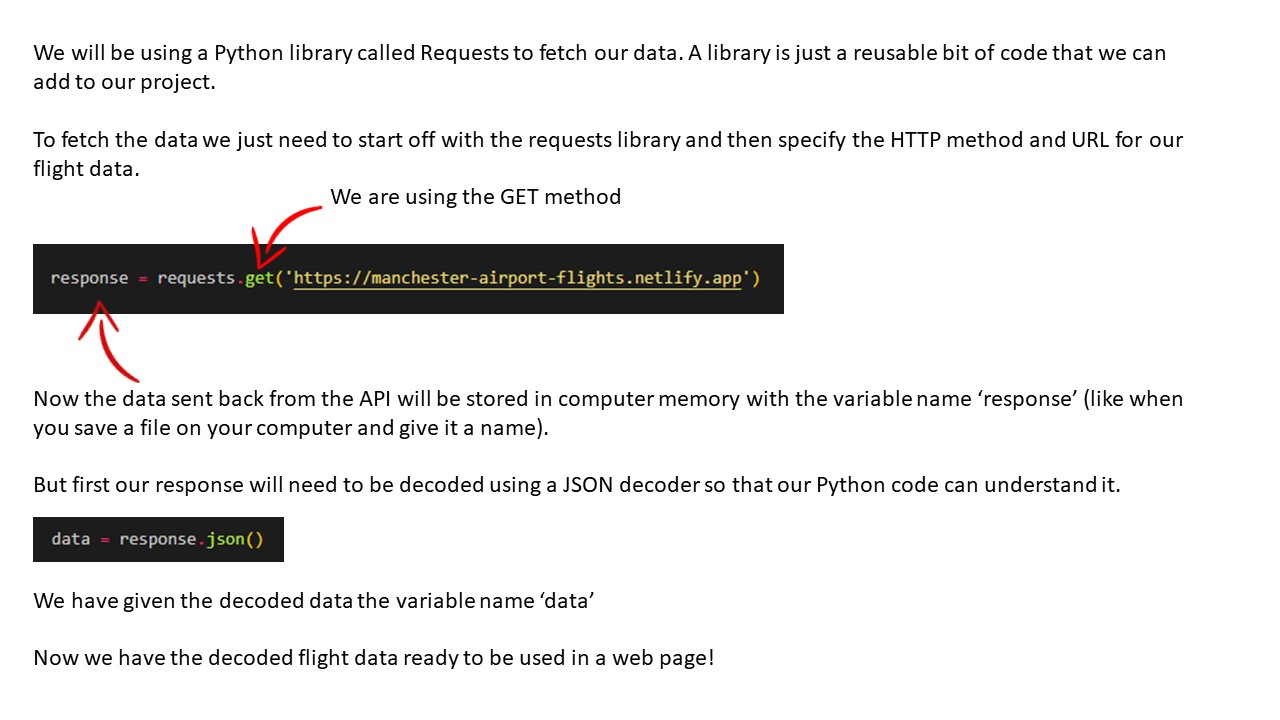 We will be using a Python library called Requests to fetch our data. A library is just a reusable bit of code that we can
add to our project.
To fetch the data we just need to start off with the requests library and then specify the HTTP method and URL for our
flight data.
We are using the GET method
response = requests.get('https://manchester-airport-flights.netlify.app')
Now the data sent back from the API will be stored in computer memory with the variable name ‘response’ (like when
you save a file on your computer and give it a name).
But first our response will need to be decoded using a JSON decoder so that our Python code can understand it.
data = response.json()
We have given the decoded data the variable name ‘data’
Now we have the decoded flight data ready to be used in a web page!